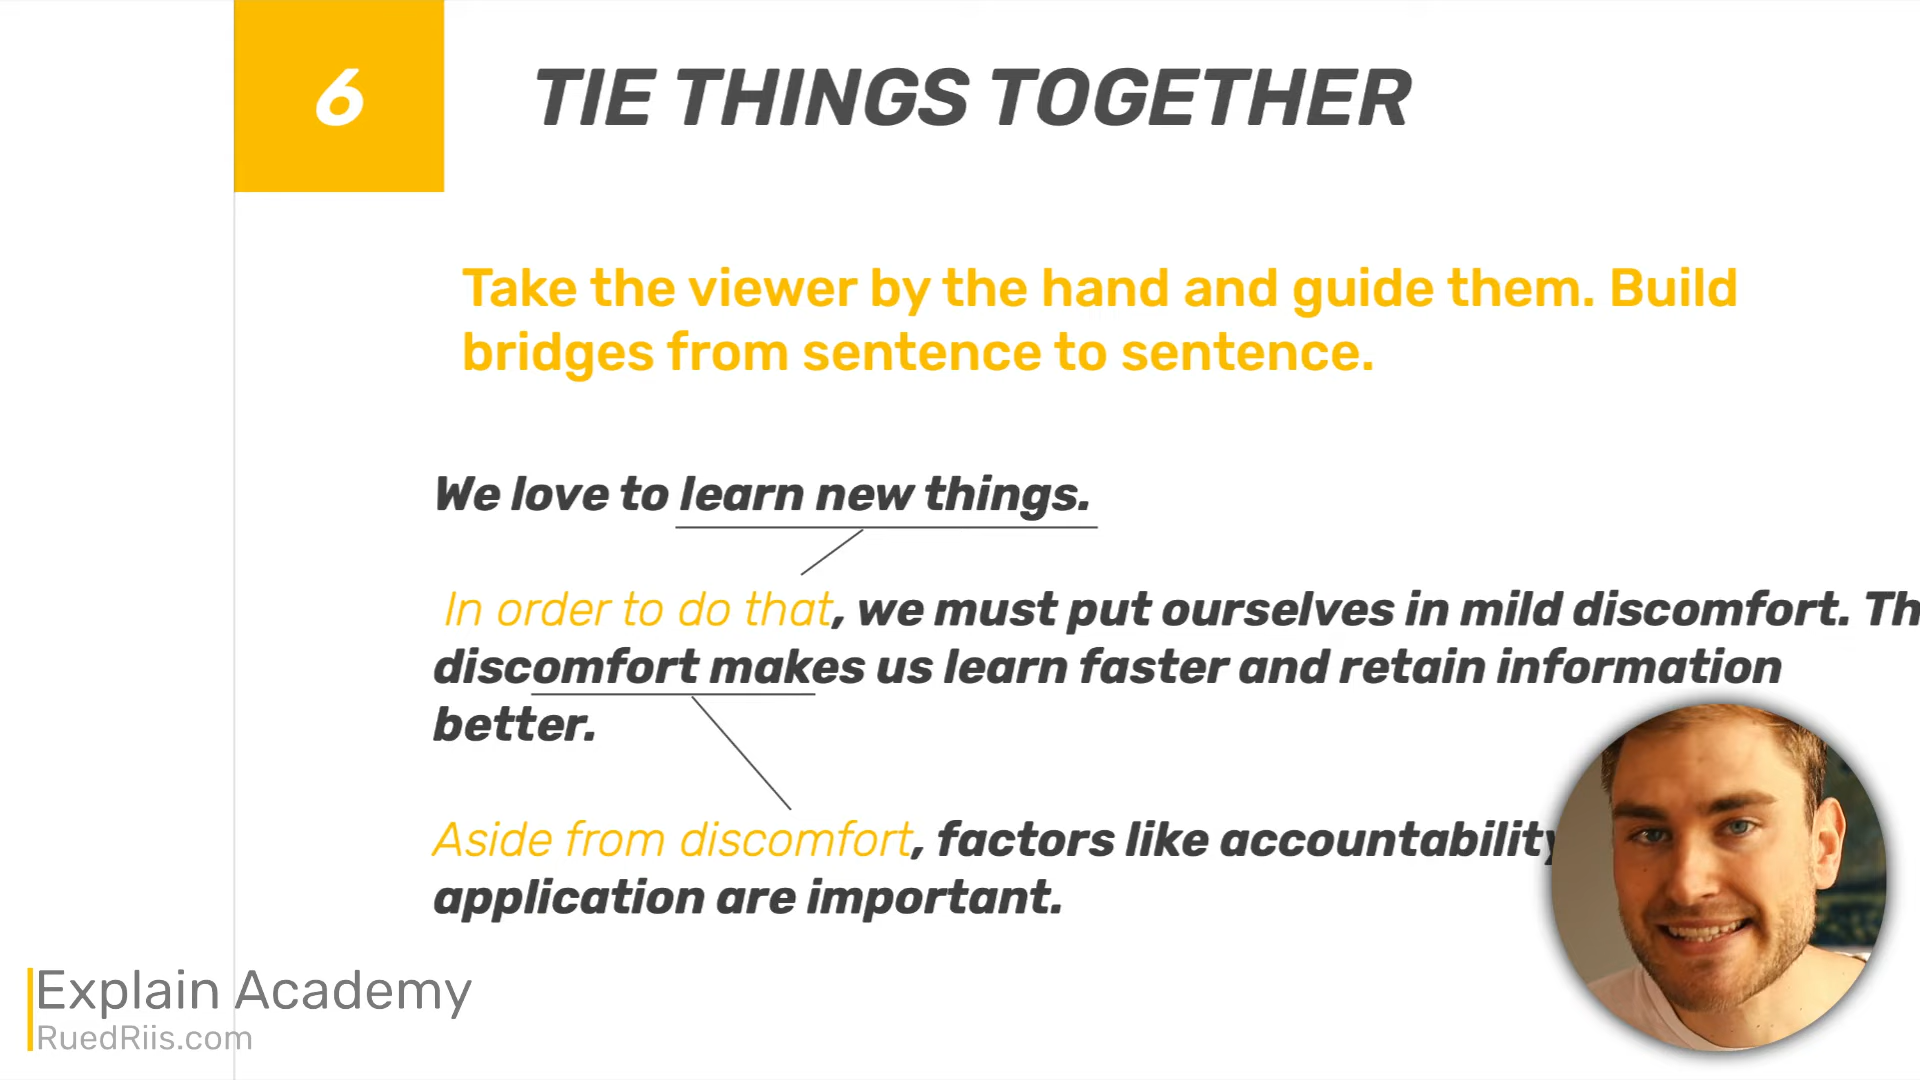 6
TIE THINGS TOGETHER
Take the viewer by the hand and guide them. Build
bridges from sentence to sentence.
We love to learn new things.
In order to do that, we must put ourselves in mild discomfort.
discomfort makes us learn faster and retain information
better.
Aside from discomfort, factors like accountability
application are important.
Explain Academy
RuedRiis.com